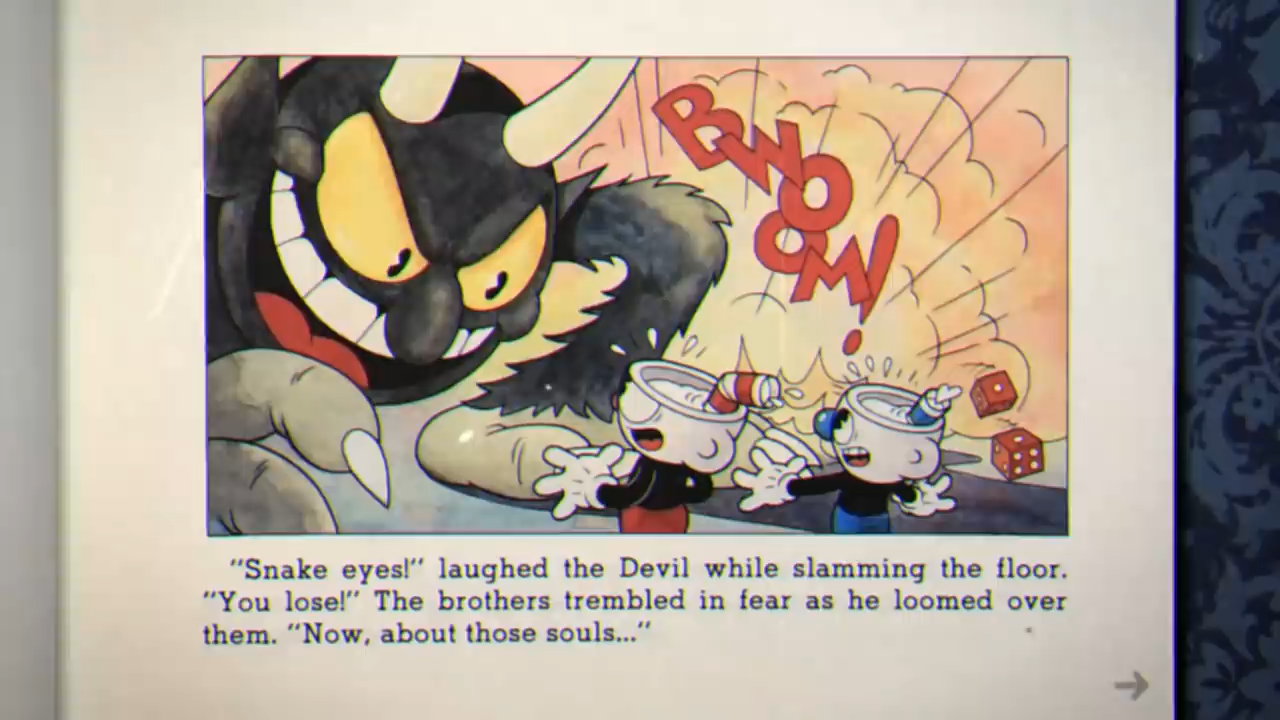 BWOOM!
"Snake eyes!" laughed the Devil while slamming the floor.
"You lose!" The brothers trembled in fear as he loomed over
them. "Now, about those souls..."